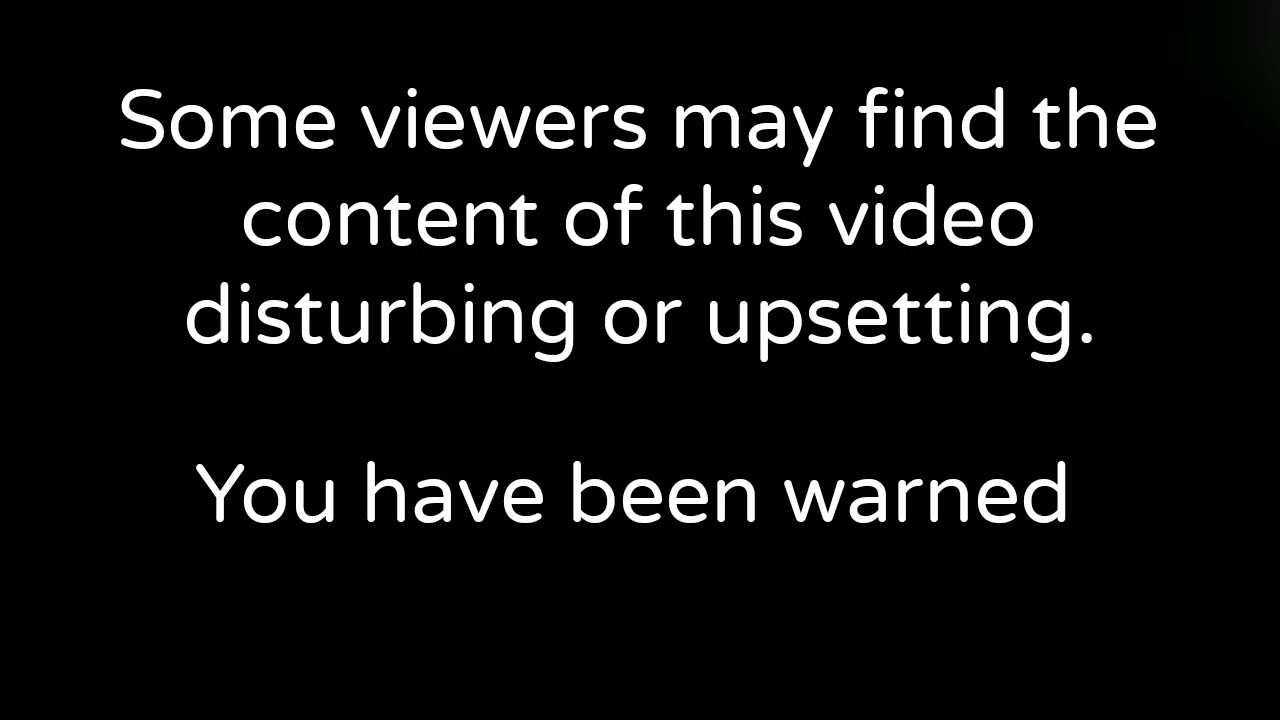 Some viewers may find the
content of this video
disturbing or upsetting.
You have been warned